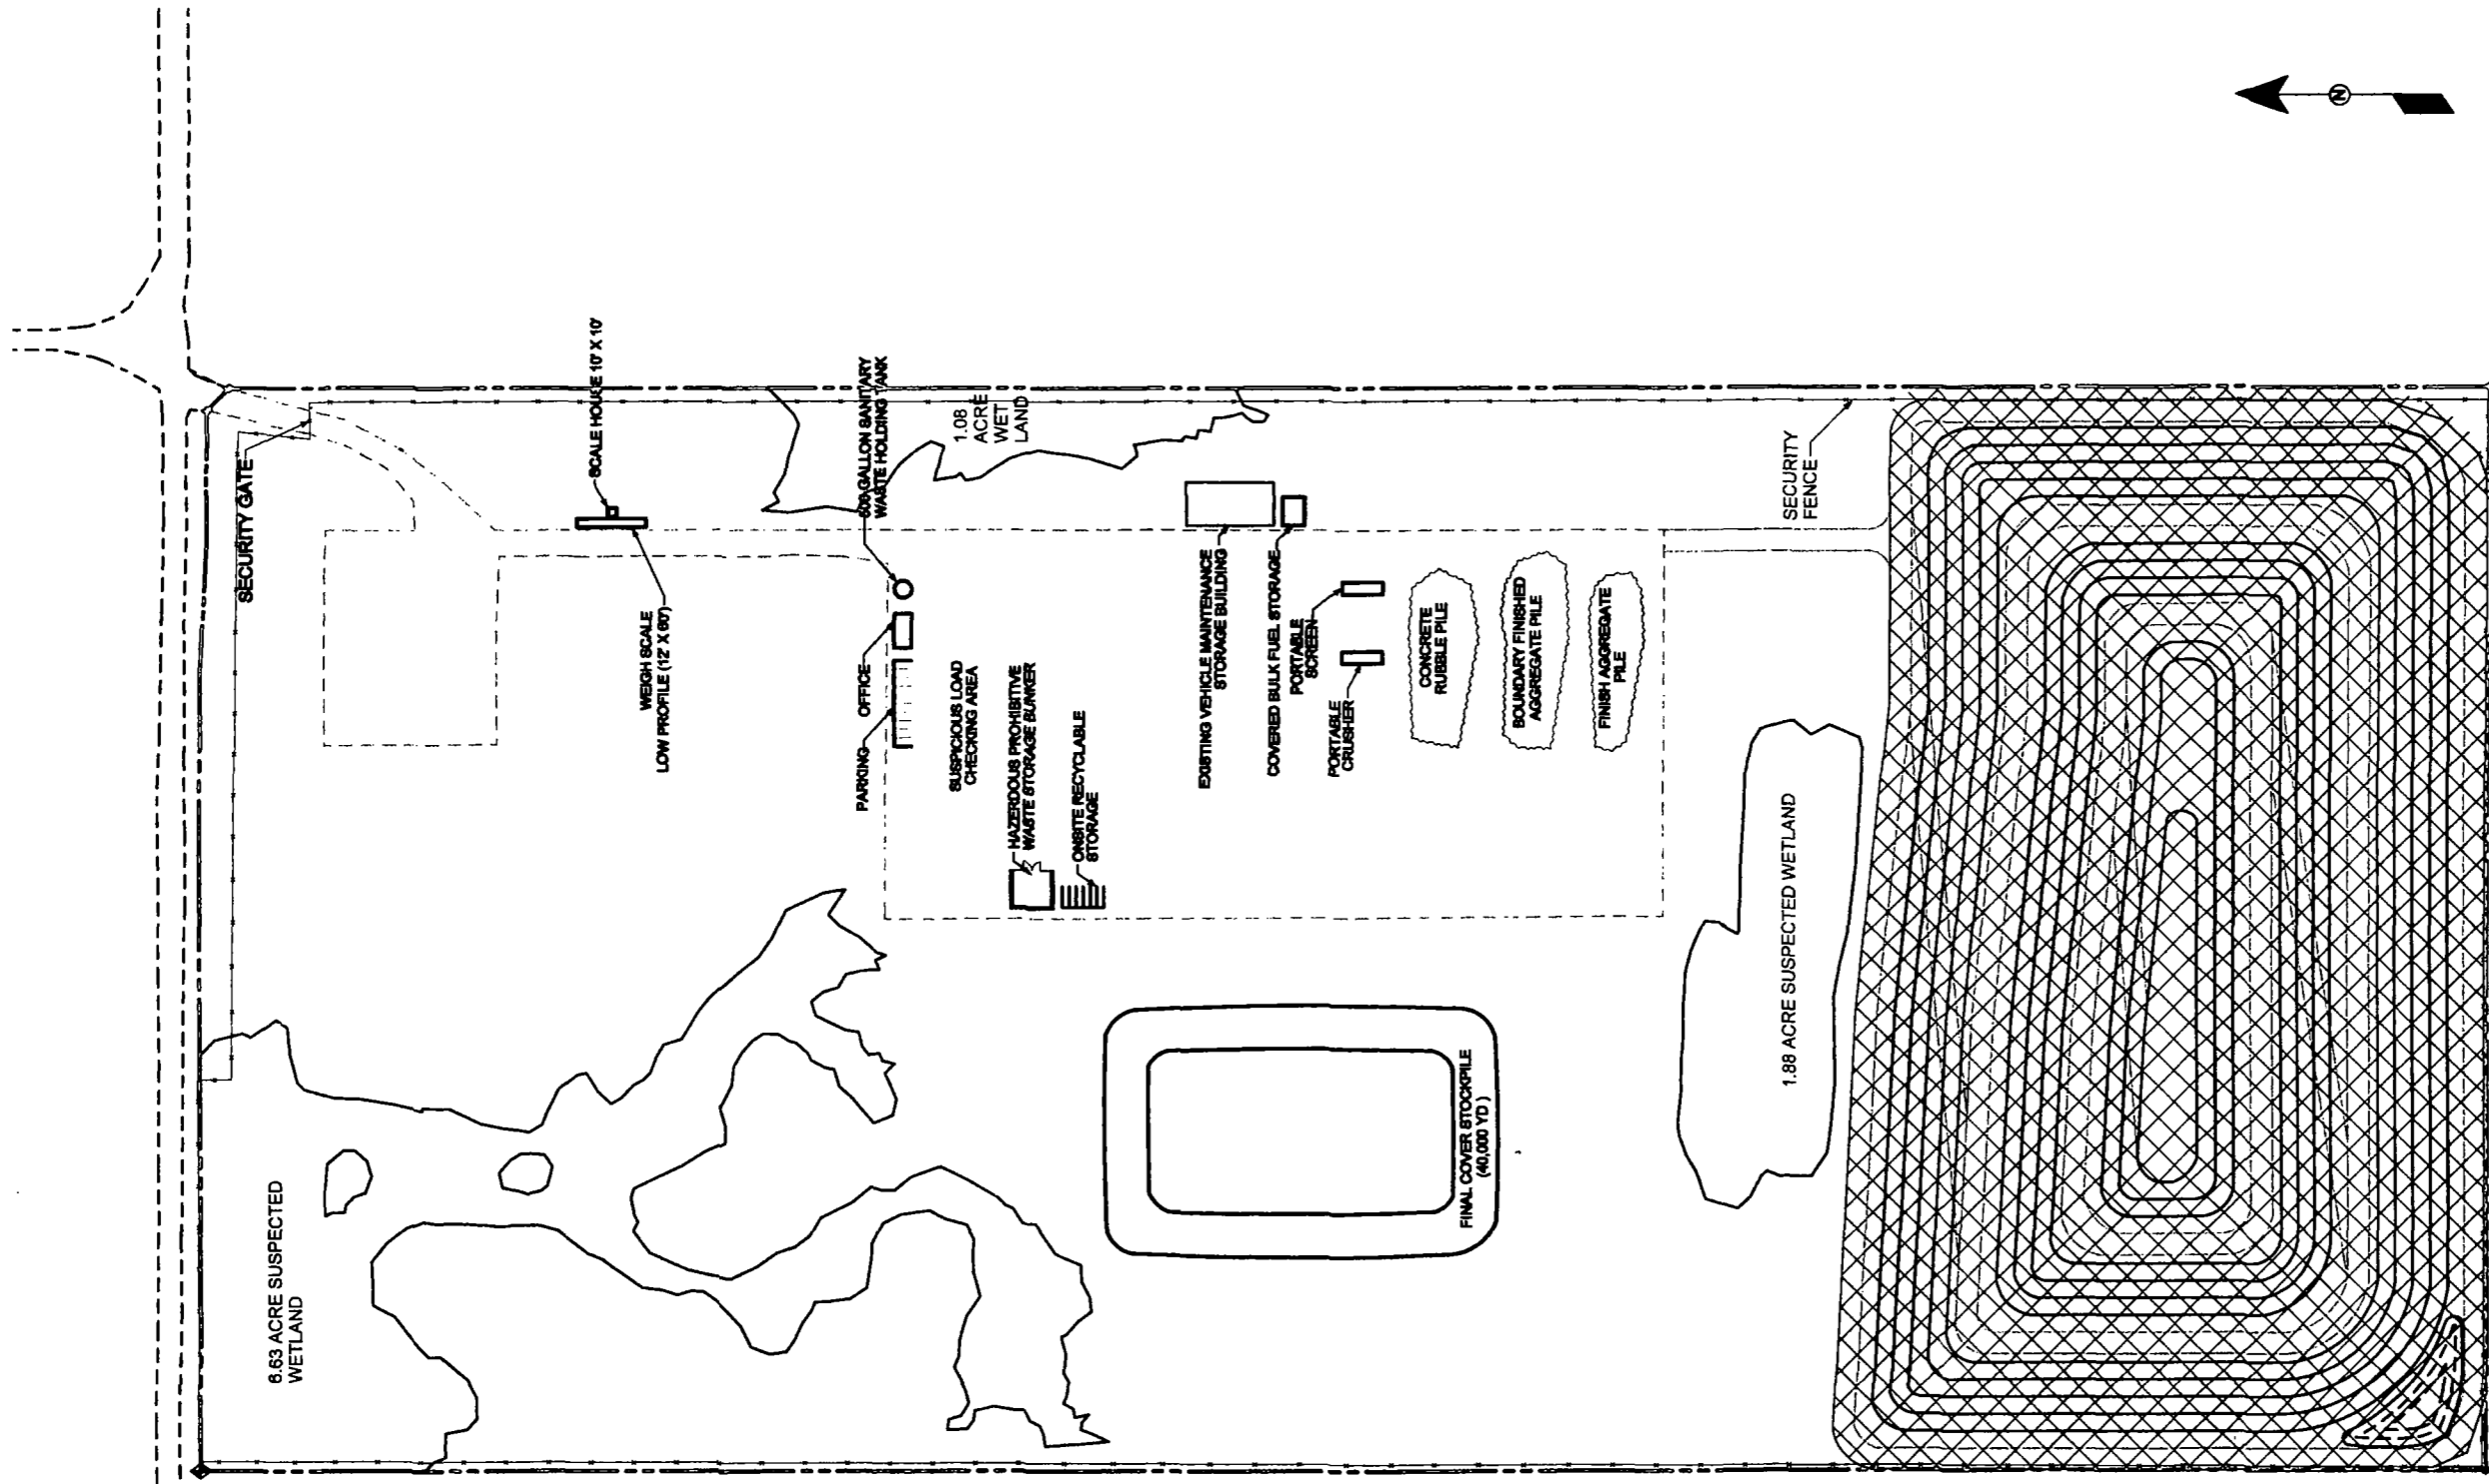 SECURITY GATE
6.63 ACRE SUSPECTED
WETLAND
SCALE HOUSE 10' X 10'
WEIGH SCALE
LOW PROFILE (12' X 60')
500 GALLON SANITARY
WASTE HOLDING TANK
OFFICE
PARKING
1.08
ACRE
WET
LAND
SUSPICIOUS LOAD
CHECKING AREA
HAZERDOUS PROHIBITIVE
WASTE STORAGE BUNKER
ONSITE RECYCLABLE
STORAGE
EXISTING VEHICLE MAINTENANCE
STORAGE BUILDING
COVERED BULK FUEL STORAGE
PORTABLE
SCREEN
PORTABLE
CRUSHER
CONCRETE
RUBBLE PILE
BOUNDARY FINISHED
AGGREGATE PILE
FINISH AGGREGATE
PILE
FINAL COVER STOCKPILE
(40,000 YD )
SECURITY
FENCE
1.88 ACRE SUSPECTED WETLAND
N